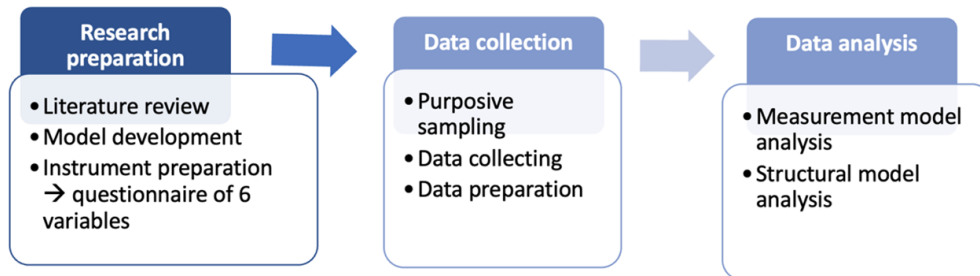 Research
preparation
• Literature review
• Model development
• Instrument preparation
→ questionnaire of 6
variables
Data collection
• Purposive
sampling
• Data collecting
• Data preparation
Data analysis
• Measurement model
analysis
• Structural model
analysis